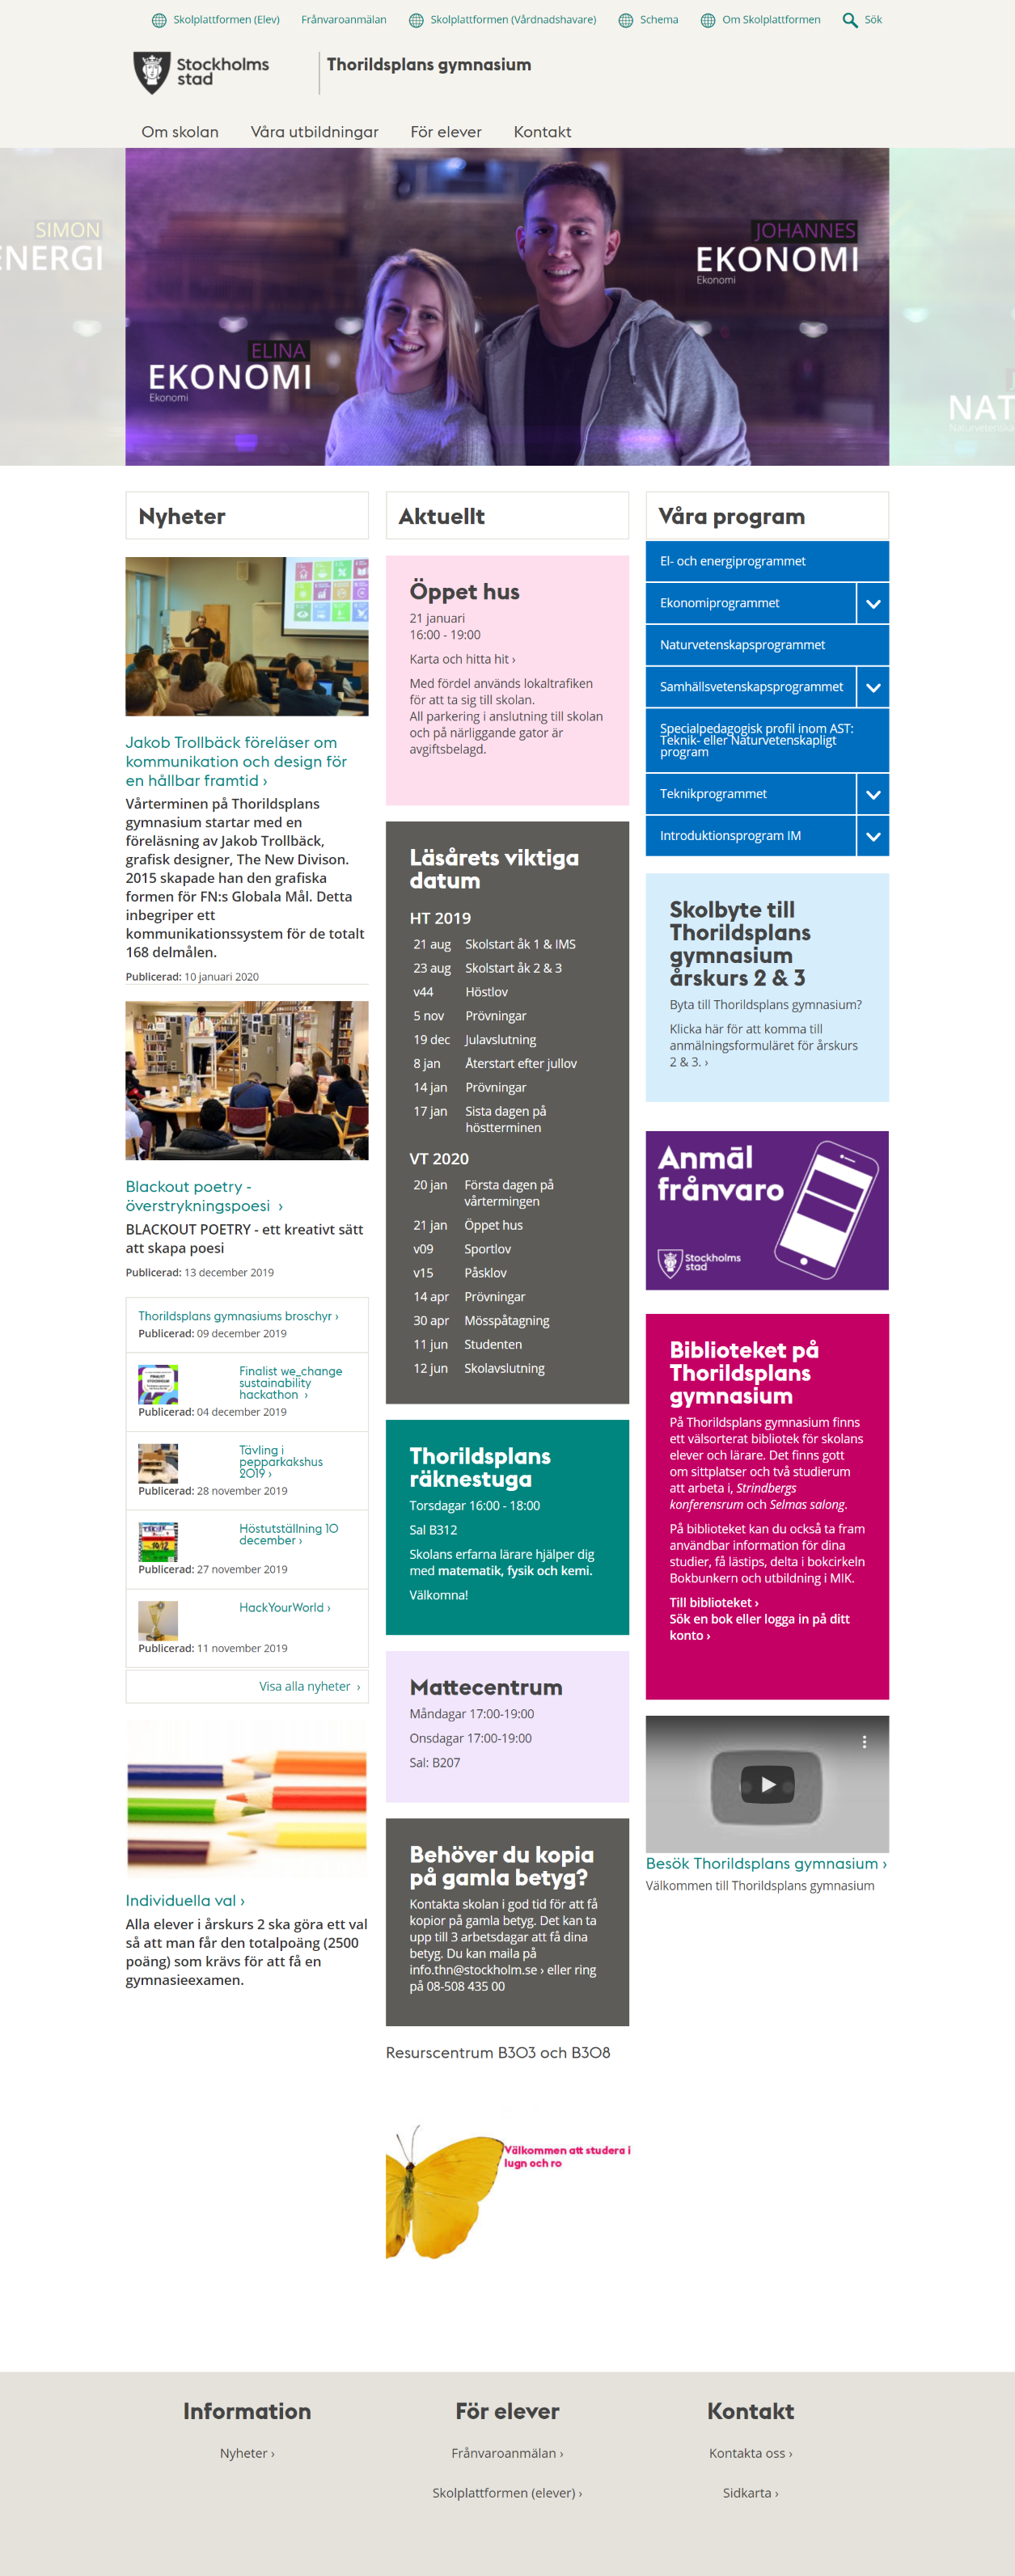 Skolplattformen (Elev)
Frånvaroanmälan
Skolplattformen (Vårdnadshavare)
Schema
Om Skolplattformen
Sök
Stockholms
stad
Thorildsplans gymnasium
Om skolan
Våra utbildningar
För elever
Kontakt
SIMON
ENERGI
JOHANNES
EKONOMI
Ekonomi
ELINA
EKONOMI
Ekonomi
NAT
Naturvetenska
Nyheter
Jakob Trollbäck föreläser om
kommunikation och design för
en hållbar framtid ›
Vårterminen på Thorildsplans
gymnasium startar med en
föreläsning av Jakob Trollbäck,
grafisk designer, The New Divison.
2015 skapade han den grafiska
formen för FN:s Globala Mål. Detta
inbegriper ett
kommunikationssystem för de totalt
168 delmålen.
Publicerad: 10 januari 2020
Blackout poetry -
överstrykningspoesi ›
BLACKOUT POETRY - ett kreativt sätt
att skapa poesi
Publicerad: 13 december 2019
Thorildsplans gymnasiums broschyr ›
Publicerad: 09 december 2019
Finalist we_change
sustainability
hackathon ›
Publicerad: 04 december 2019
Tävling i
pepparkakshus
2019 ›
Publicerad: 28 november 2019
Höstutställning 10
december ›
Publicerad: 27 november 2019
HackYourWorld ›
Publicerad: 11 november 2019
Visa alla nyheter ›
Individuella val ›
Alla elever i årskurs 2 ska göra ett val
så att man får den totalpoäng (2500
poäng) som krävs för att få en
gymnasieexamen.
Aktuellt
Öppet hus
21 januari
16:00 - 19:00
Karta och hitta hit ›
Med fördel används lokaltrafiken
för att ta sig till skolan.
All parkering i anslutning till skolan
och på närliggande gator är
avgiftsbelagd.
Läsårets viktiga
datum
HT 2019
21 aug Skolstart åk 1 & IMS
23 aug Skolstart åk 2 & 3
v44 Höstlov
5 nov Prövningar
19 dec Julavslutning
8 jan Återstart efter jullov
14 jan Prövningar
17 jan Sista dagen på
höstterminen
VT 2020
20 jan Första dagen på
vårtermingen
21 jan Öppet hus
v09 Sportlov
v15 Påsklov
14 apr Prövningar
30 apr Mösspåtagning
11 jun Studenten
12 jun Skolavslutning
Thorildsplans
räknestuga
Torsdagar 16:00 - 18:00
Sal B312
Skolans erfarna lärare hjälper dig
med matematik, fysik och kemi.
Välkomna!
Mattecentrum
Måndagar 17:00-19:00
Onsdagar 17:00-19:00
Sal: B207
Behöver du kopia
på gamla betyg?
Kontakta skolan i god tid för att få
kopior på gamla betyg. Det kan ta
upp till 3 arbetsdagar att få dina
betyg. Du kan maila på
info.thn@stockholm.se › eller ring
på 08-508 435 00
Resurscentrum B303 och B308
Välkommen att studera i
lugn och ro
Våra program
El- och energiprogrammet
Ekonomiprogrammet
Naturvetenskapsprogrammet
Samhällsvetenskapsprogrammet
Specialpedagogisk profil inom AST:
Teknik- eller Naturvetenskapligt
program
Teknikprogrammet
Introduktionsprogram IM
Skolbyte till
Thorildsplans
gymnasium
årskurs 2 & 3
Byta till Thorildsplans gymnasium?
Klicka här för att komma till
anmälningsformuläret för årskurs
2 & 3. ›
Anmäl
frånvaro
Stockholms
stad
Biblioteket på
Thorildsplans
gymnasium
På Thorildsplans gymnasium finns
ett välsorterat bibliotek för skolans
elever och lärare. Det finns gott
om sittplatser och två studierum
att arbeta i, Strindbergs
konferensrum och Selmas salong.
På biblioteket kan du också ta fram
användbar information för dina
studier, få lästips, delta i bokcirkeln
Bokbunkern och utbildning i MIK.
Till biblioteket ›
Sök en bok eller logga in på ditt
konto ›
Besök Thorildsplans gymnasium ›
Välkommen till Thorildsplans gymnasium
Information
Nyheter ›
För elever
Frånvaroanmälan ›
Skolplattformen (elever) ›
Kontakt
Kontakta oss ›
Sidkarta ›